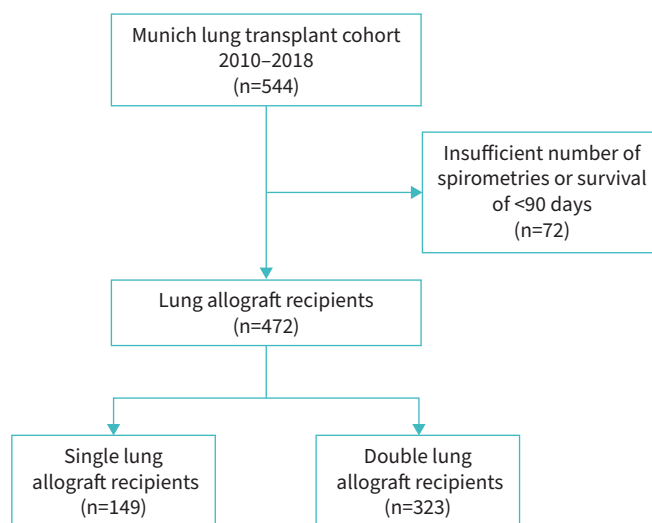 Munich lung transplant cohort
2010–2018
(n=544)
Insufficient number of
spirometries or survival
of <90 days
(n=72)
Lung allograft recipients
(n=472)
Single lung
allograft recipients
(n=149)
Double lung
allograft recipients
(n=323)